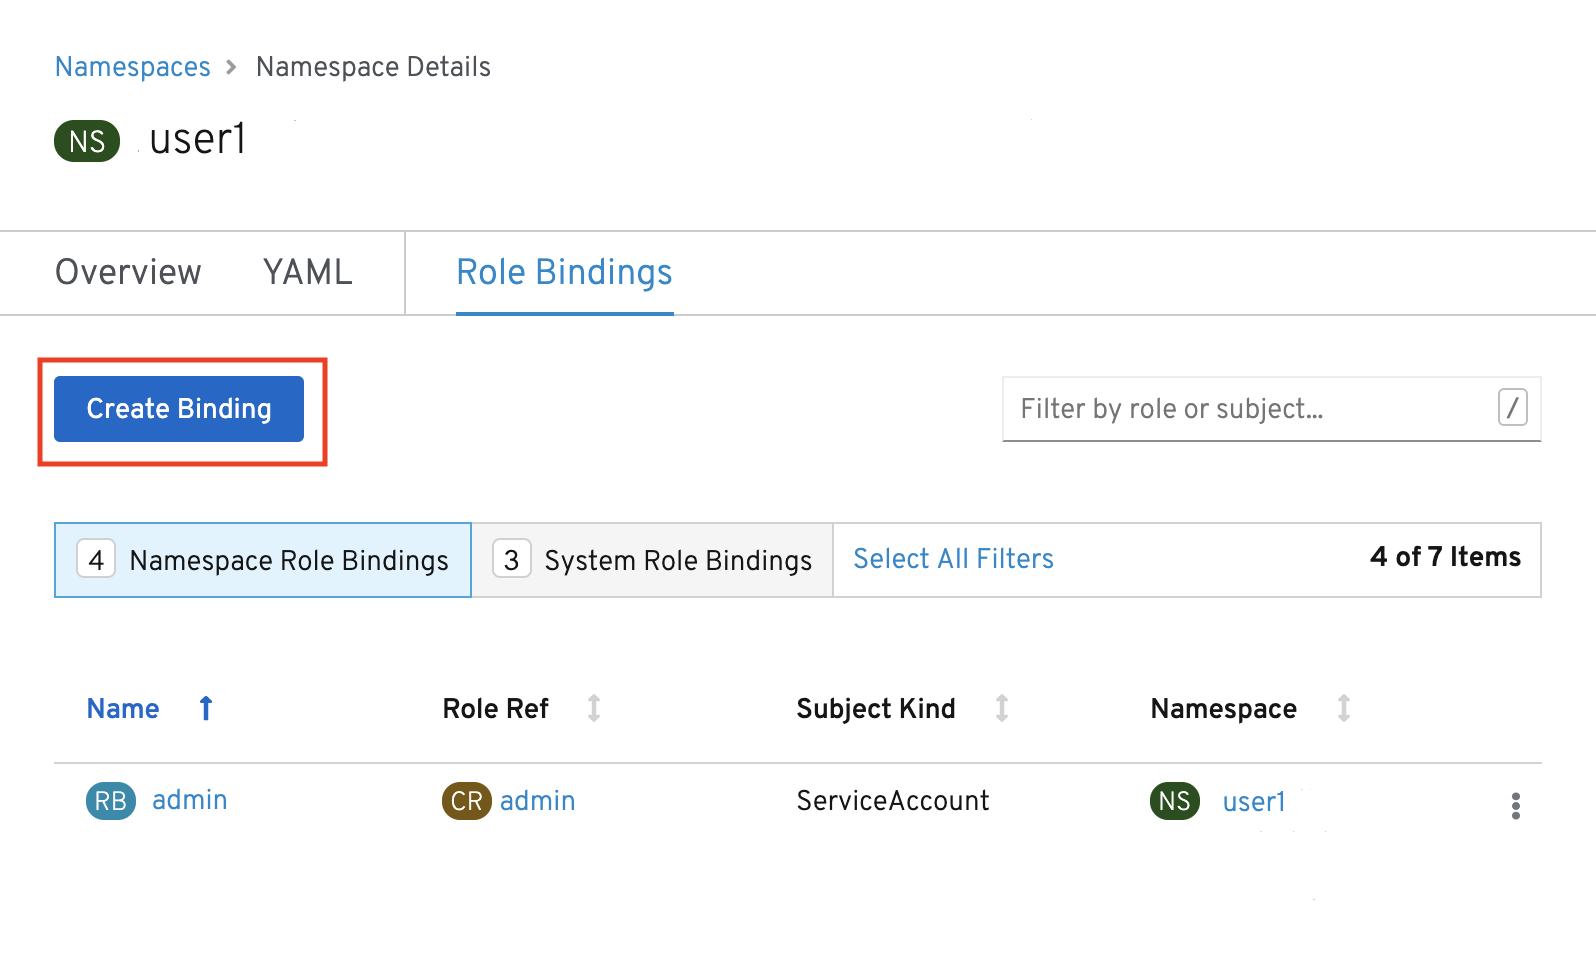 Namespaces > Namespace Details
NS user1
Overview YAML Role Bindings
Create Binding Filter by role or subject... /
4 Namespace Role Bindings 3 System Role Bindings Select All Filters 4 of 7 Items
Name Role Ref Subject Kind Namespace
RB admin CR admin ServiceAccount NS user1